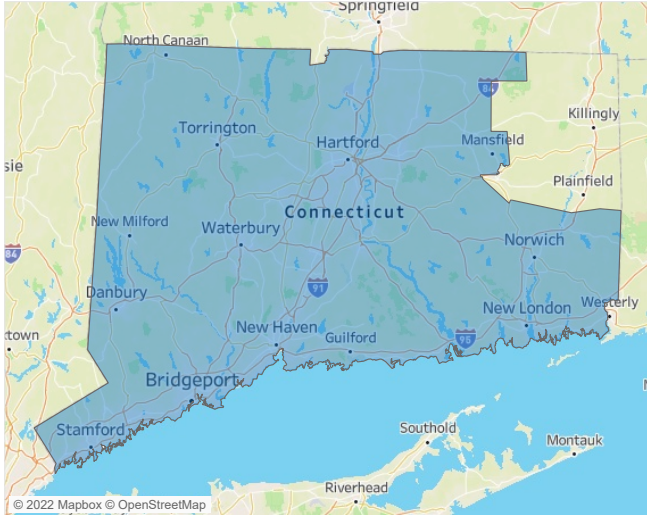 Springfield
North Canaan
84
Killingly
Torrington
Hartford
Mansfield
sie
Plainfield
Connecticut
New Milford
Waterbury
Norwich
84
91
Danbury
New London
Westerly
New Haven
Guilford
95
ctown
Bridgeport
Stamford
Southold
Montauk
Riverhead
© 2022 Mapbox © OpenStreetMap